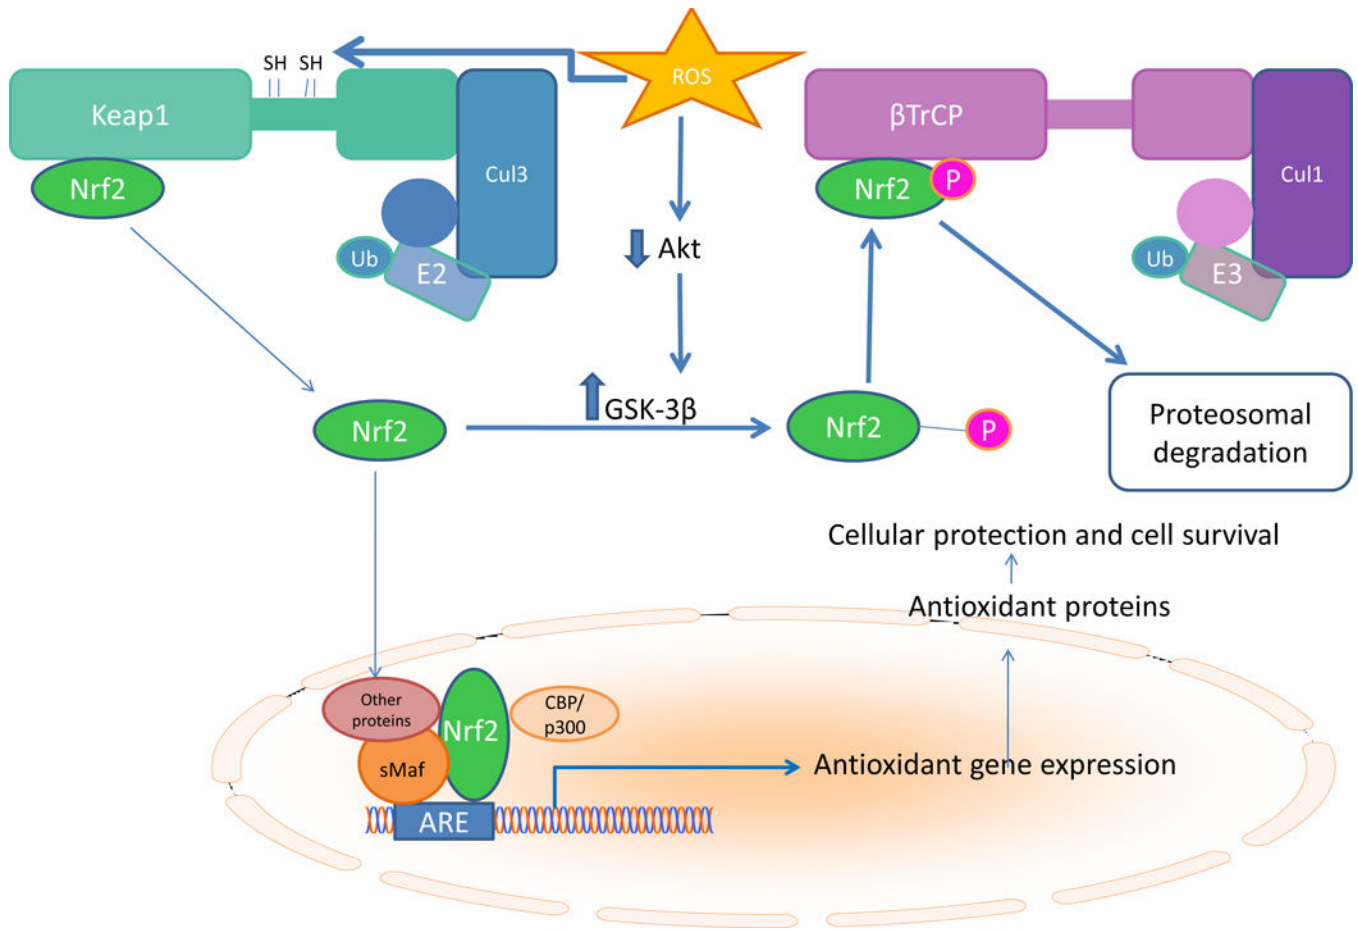 SH SH
ROS
Keap1
βTrCP
Cul3
Cul1
Nrf2
Nrf2
P
Akt
Ub
E2
Ub
E3
GSK-3β
Nrf2
Nrf2
P
Proteosomal
degradation
Cellular protection and cell survival
Antioxidant proteins
Other
proteins
Nrf2
CBP/
p300
sMaf
Antioxidant gene expression
ARE